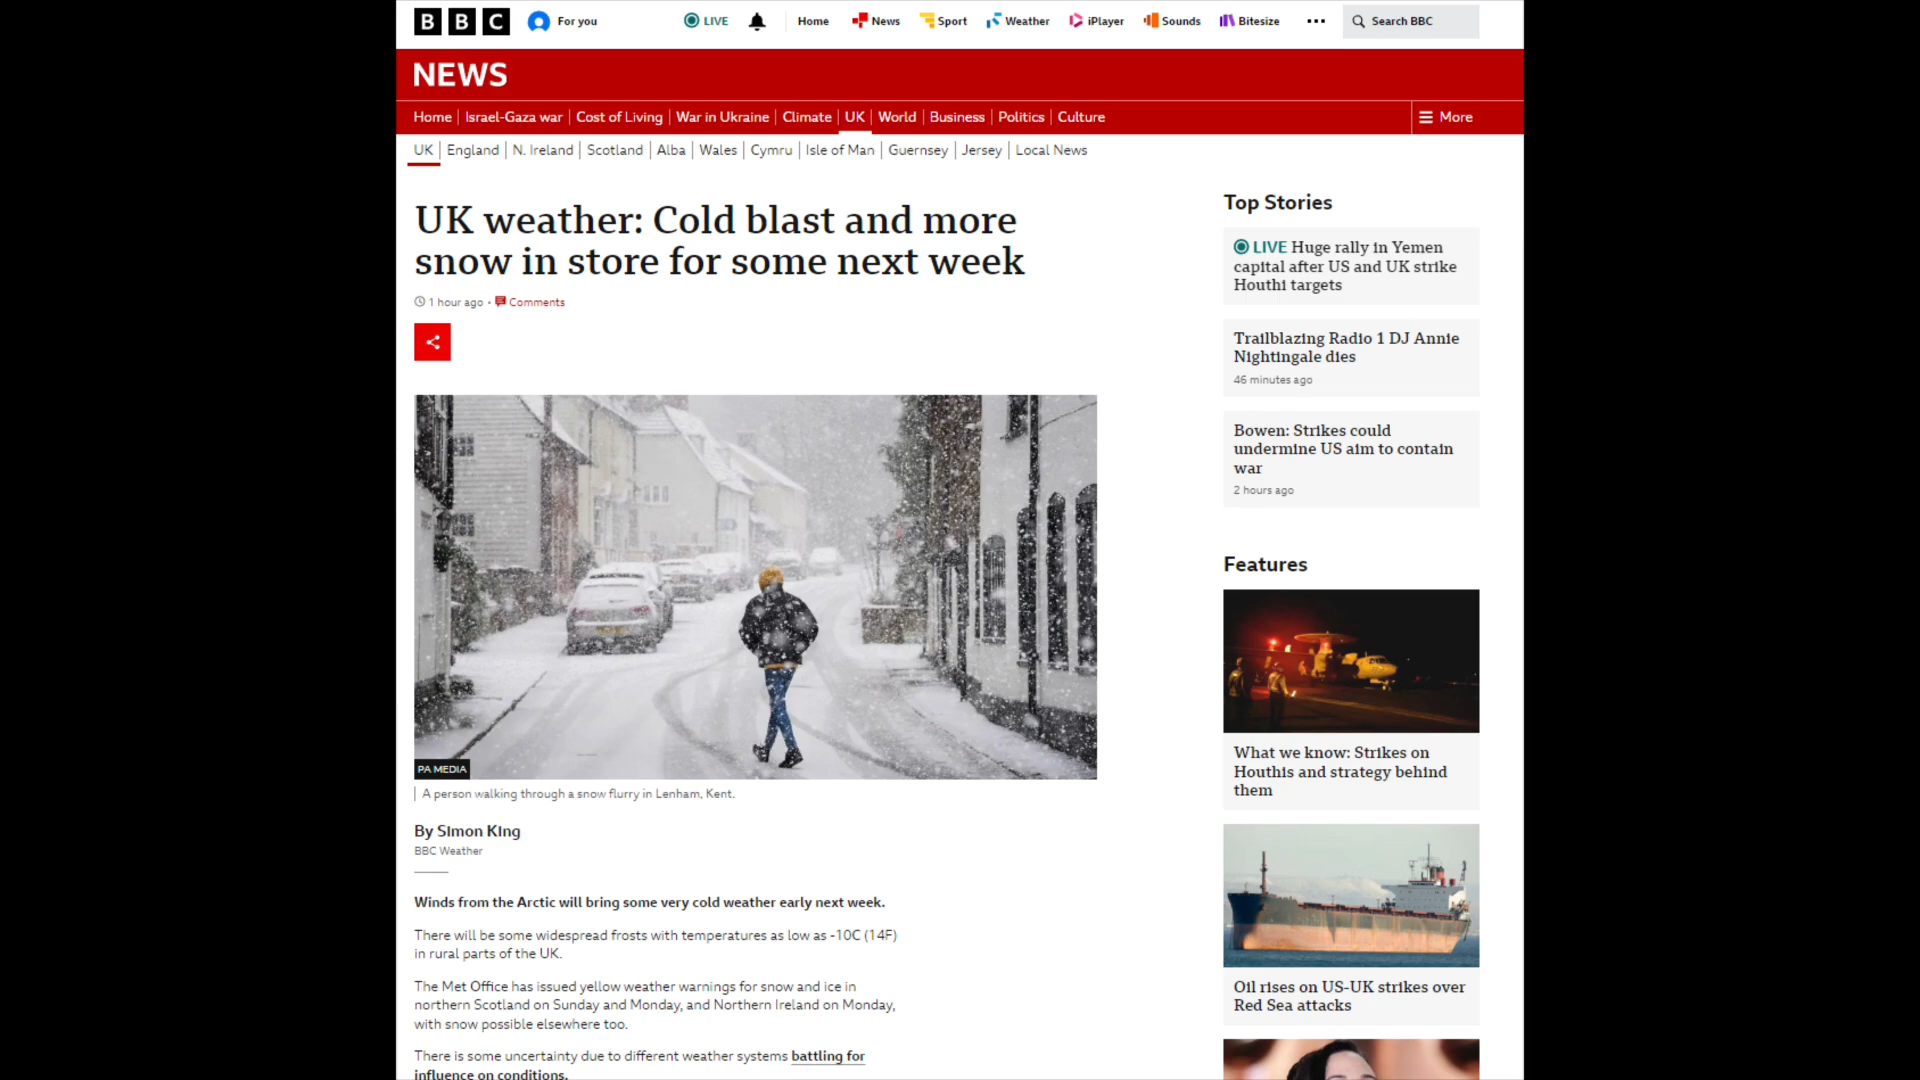 BBC
For you
LIVE
Home
News
Sport
Weather
iPlayer
Sounds
Bitesize
Search BBC
NEWS
Home
Israel-Gaza war
Cost of Living
War in Ukraine
Climate
UK
World
Business
Politics
Culture
More
UK
England
N. Ireland
Scotland
Alba
Wales
Cymru
Isle of Man
Guernsey
Jersey
Local News
UK weather: Cold blast and more
snow in store for some next week
1 hour ago
Comments
PA MEDIA
A person walking through a snow flurry in Lenham, Kent.
By Simon King
BBC Weather
Winds from the Arctic will bring some very cold weather early next week.
There will be some widespread frosts with temperatures as low as -10C (14F)
in rural parts of the UK.
The Met Office has issued yellow weather warnings for snow and ice in
northern Scotland on Sunday and Monday, and Northern Ireland on Monday,
with snow possible elsewhere too.
There is some uncertainty due to different weather systems battling for
influence on conditions.
Top Stories
LIVE Huge rally in Yemen
capital after US and UK strike
Houthi targets
Trailblazing Radio 1 DJ Annie
Nightingale dies
46 minutes ago
Bowen: Strikes could
undermine US aim to contain
war
2 hours ago
Features
What we know: Strikes on
Houthis and strategy behind
them
Oil rises on US-UK strikes over
Red Sea attacks